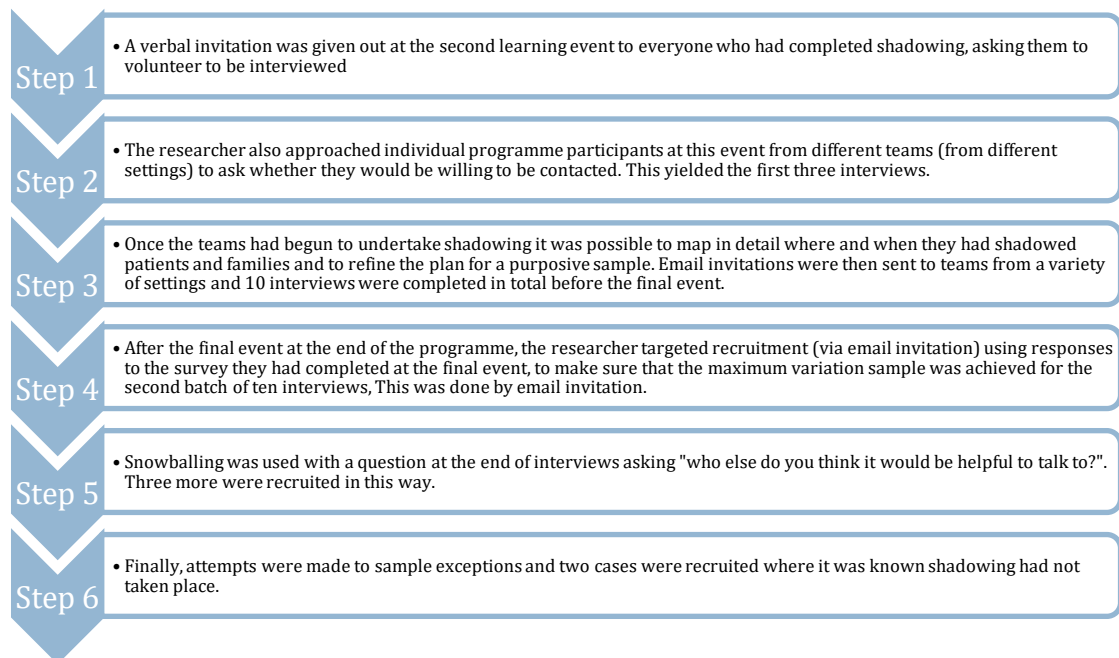 Step 1
• A verbal invitation was given out at the second learning event to everyone who had completed shadowing, asking them to
volunteer to be interviewed
Step 2
• The researcher also approached individual programme participants at this event from different teams (from different
settings) to ask whether they would be willing to be contacted. This yielded the first three interviews.
Step 3
• Once the teams had begun to undertake shadowing it was possible to map in detail where and when they had shadowed
patients and families and to refine the plan for a purposive sample. Email invitations were then sent to teams from a variety
of settings and 10 interviews were completed in total before the final event.
Step 4
• After the final event at the end of the programme, the researcher targeted recruitment (via email invitation) using responses
to the survey they had completed at the final event, to make sure that the maximum variation sample was achieved for the
second batch of ten interviews, This was done by email invitation.
Step 5
• Snowballing was used with a question at the end of interviews asking "who else do you think it would be helpful to talk to?".
Three more were recruited in this way.
Step 6
• Finally, attempts were made to sample exceptions and two cases were recruited where it was known shadowing had not
taken place.